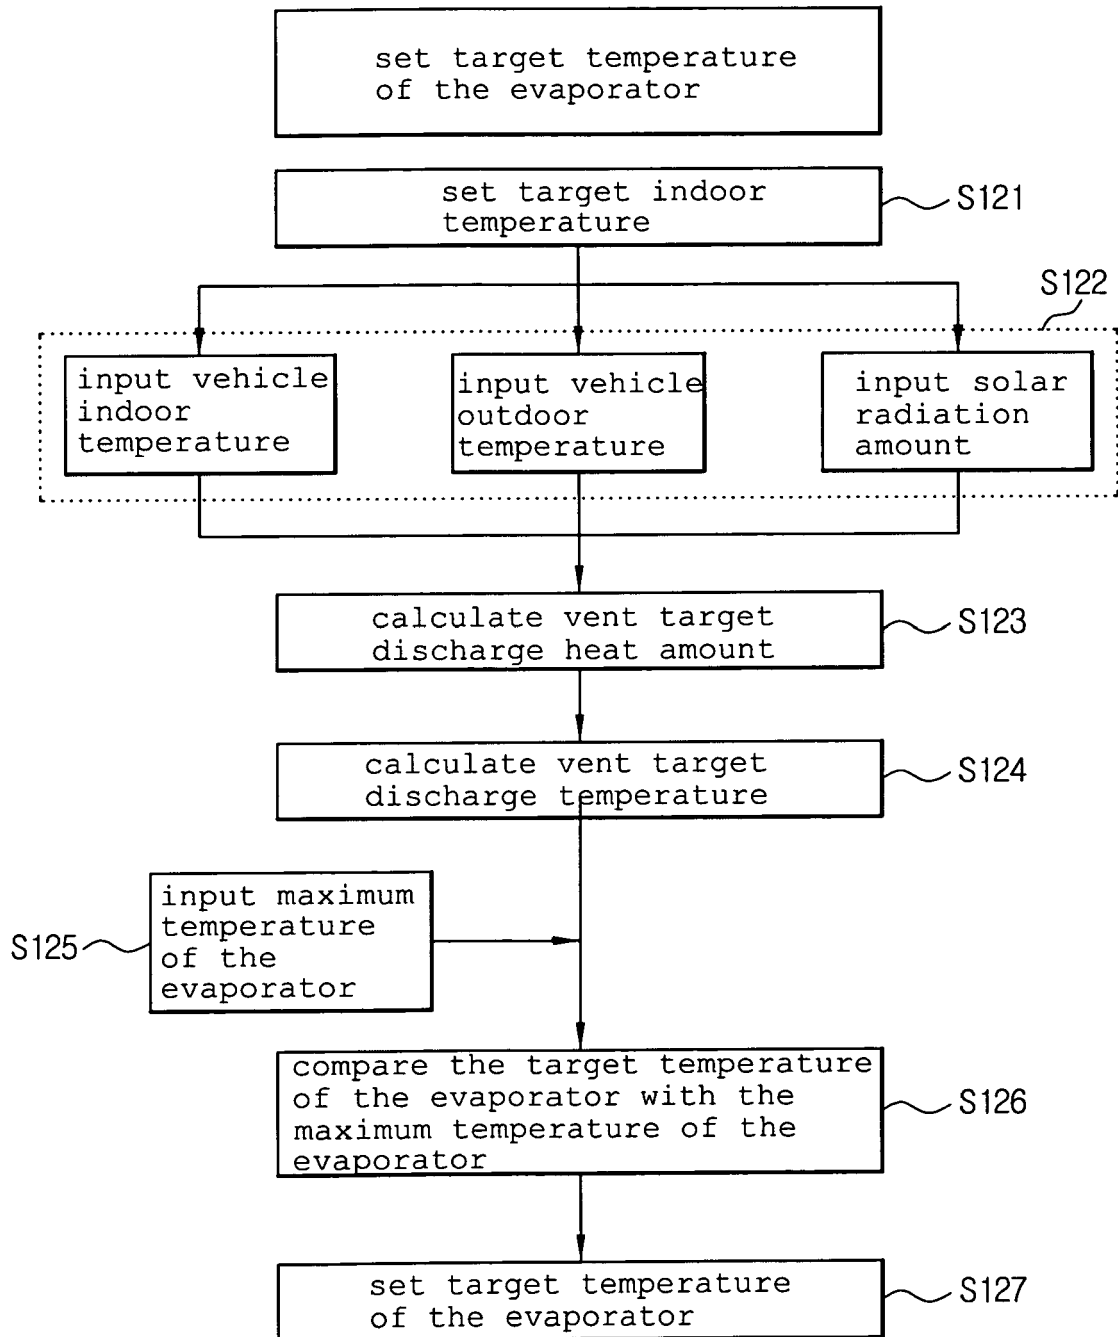 set target temperature
of the evaporator
set target indoor
temperature
S121
S122
input vehicle
indoor
temperature
input vehicle
outdoor
temperature
input solar
radiation
amount
calculate vent target
discharge heat amount
S123
calculate vent target
discharge temperature
S124
input maximum
temperature
of the
evaporator
S125
compare the target temperature
of the evaporator with the
maximum temperature of the
evaporator
S126
set target temperature
of the evaporator
S127